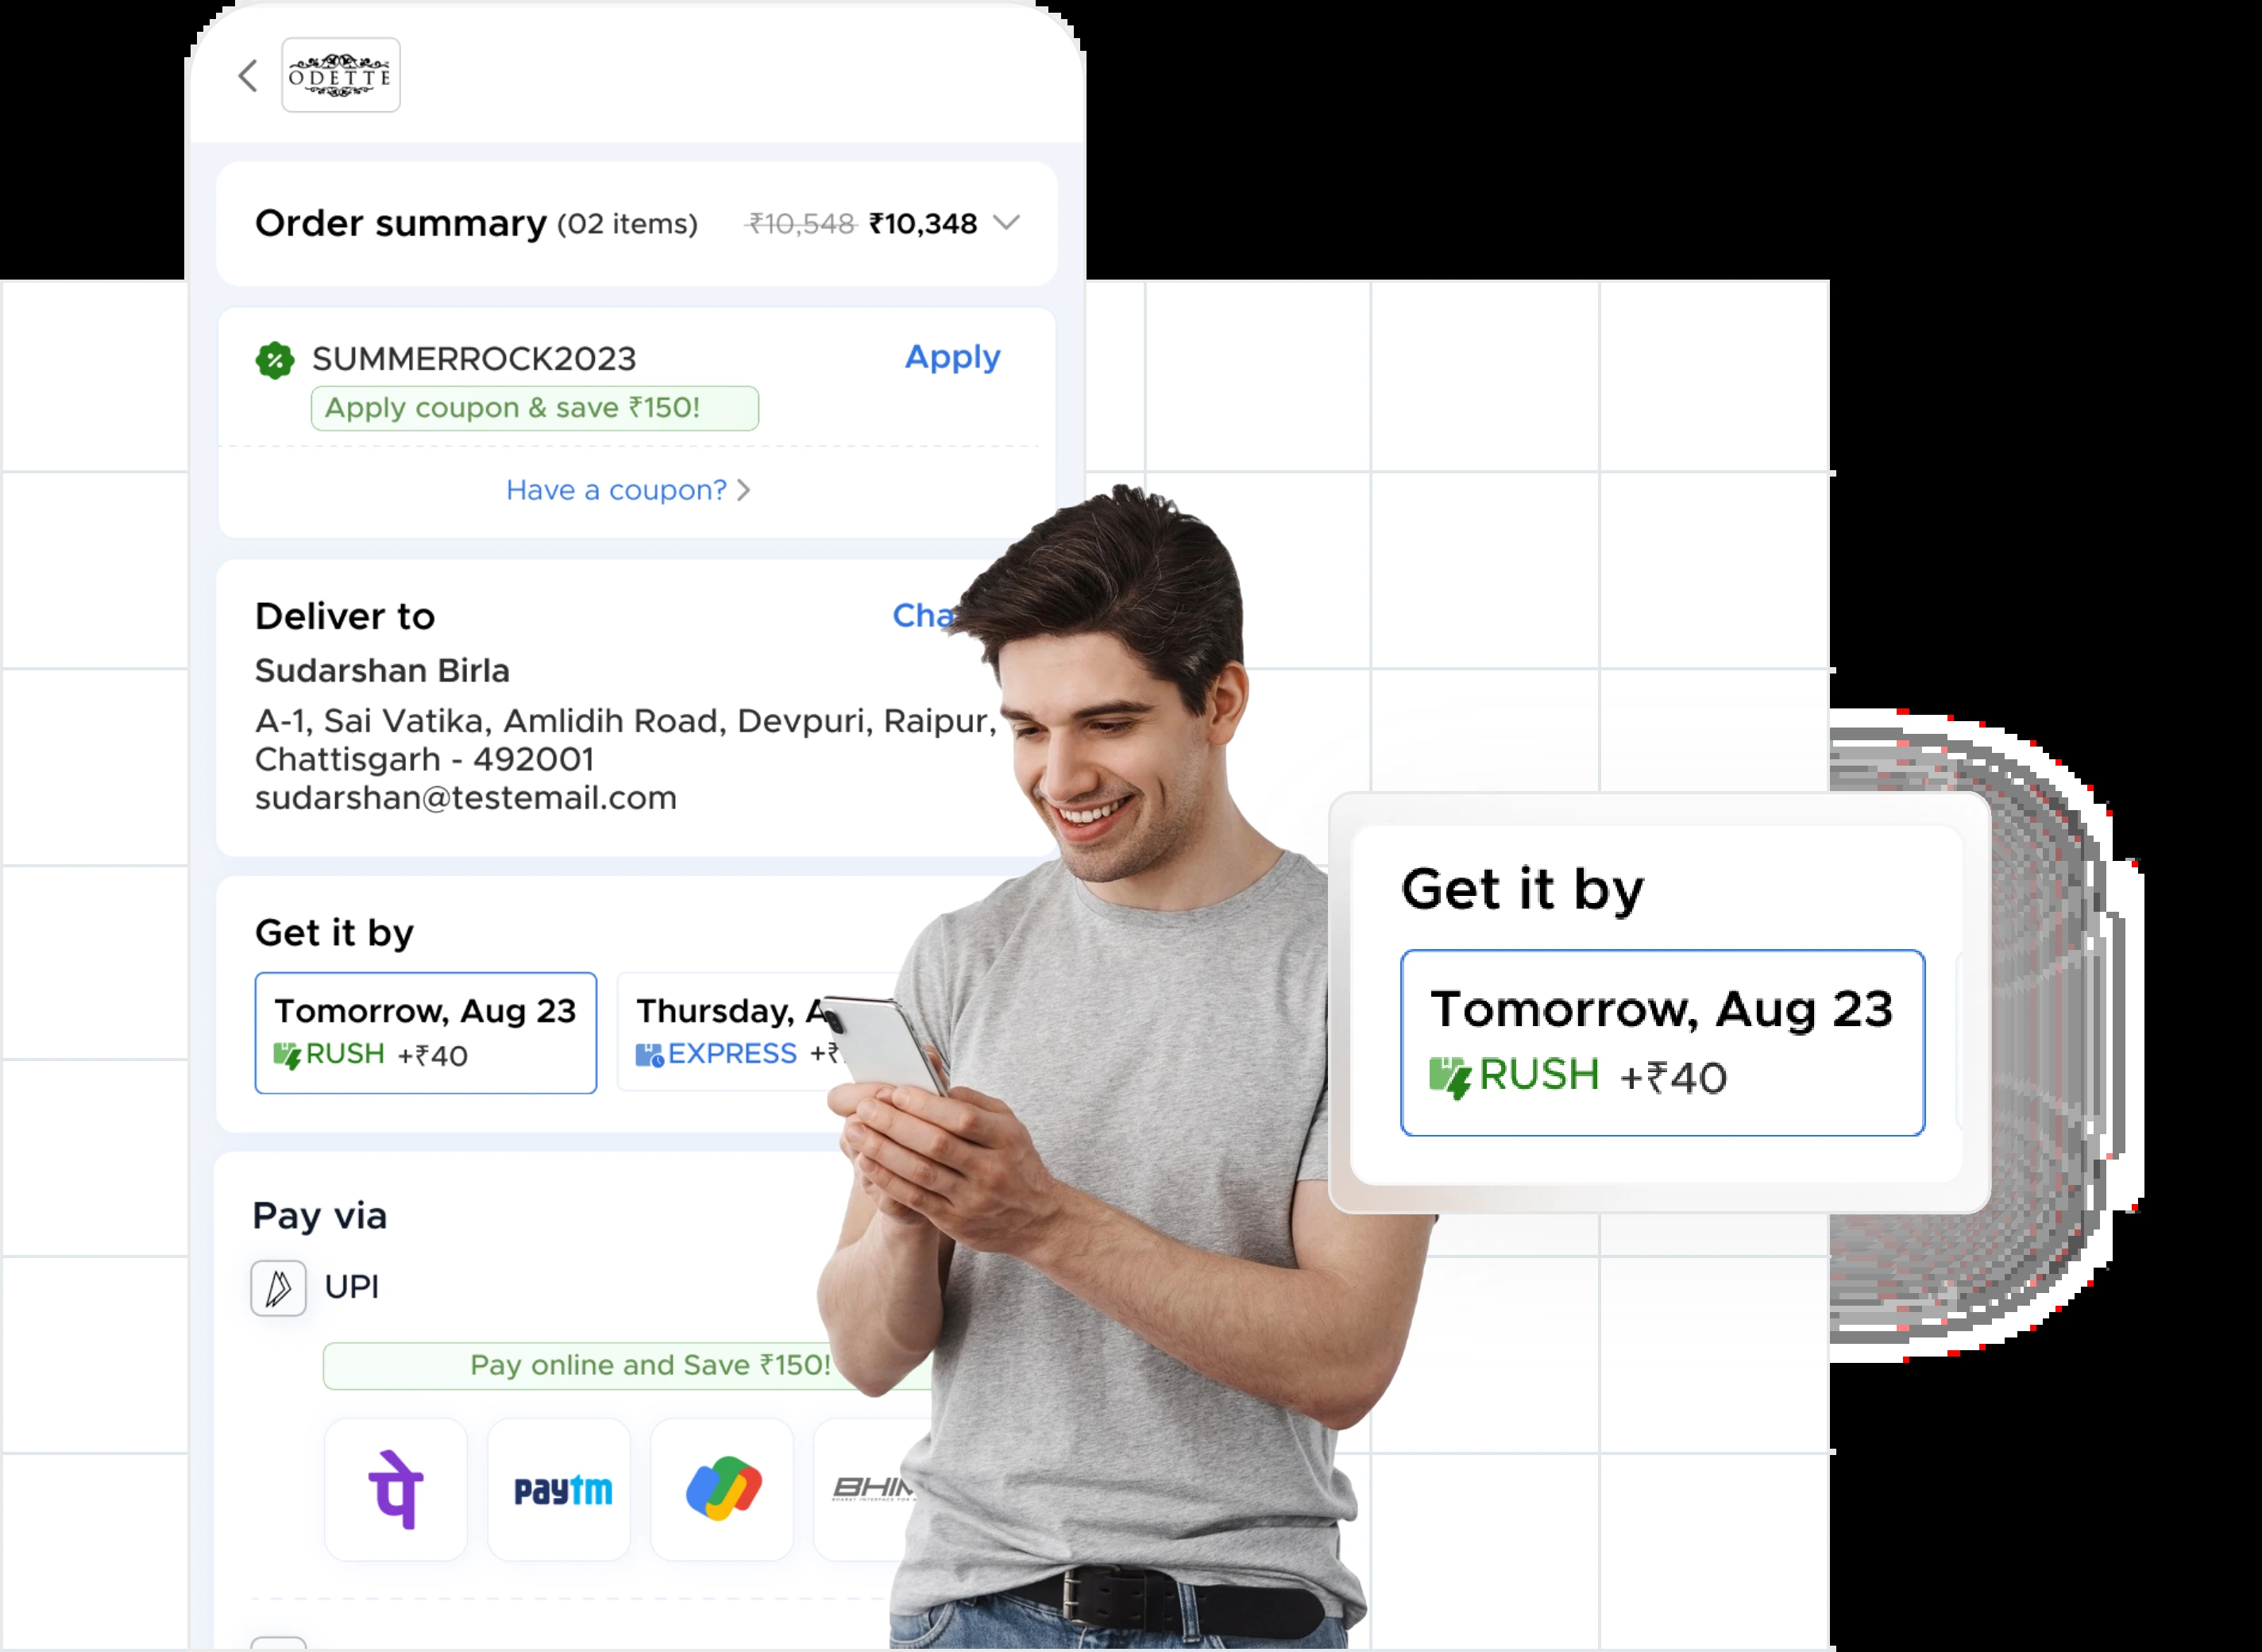 ODETTE
Order summary (02 items) ₹10,548 ₹10,348
SUMMERROCK2023 Apply
Apply coupon & save ₹150!
Have a coupon?
Deliver to
Sudarshan Birla
A-1, Sai Vatika, Amlidih Road, Devpuri, Raipur,
Chattisgarh - 492001
sudarshan@testemail.com
Get it by
Tomorrow, Aug 23 Thursday,
RUSH +₹40 EXPRESS +₹
Pay via
UPI
Pay online and Save ₹150!
पे paytm BHIM
Get it by
Tomorrow, Aug 23
RUSH +₹40